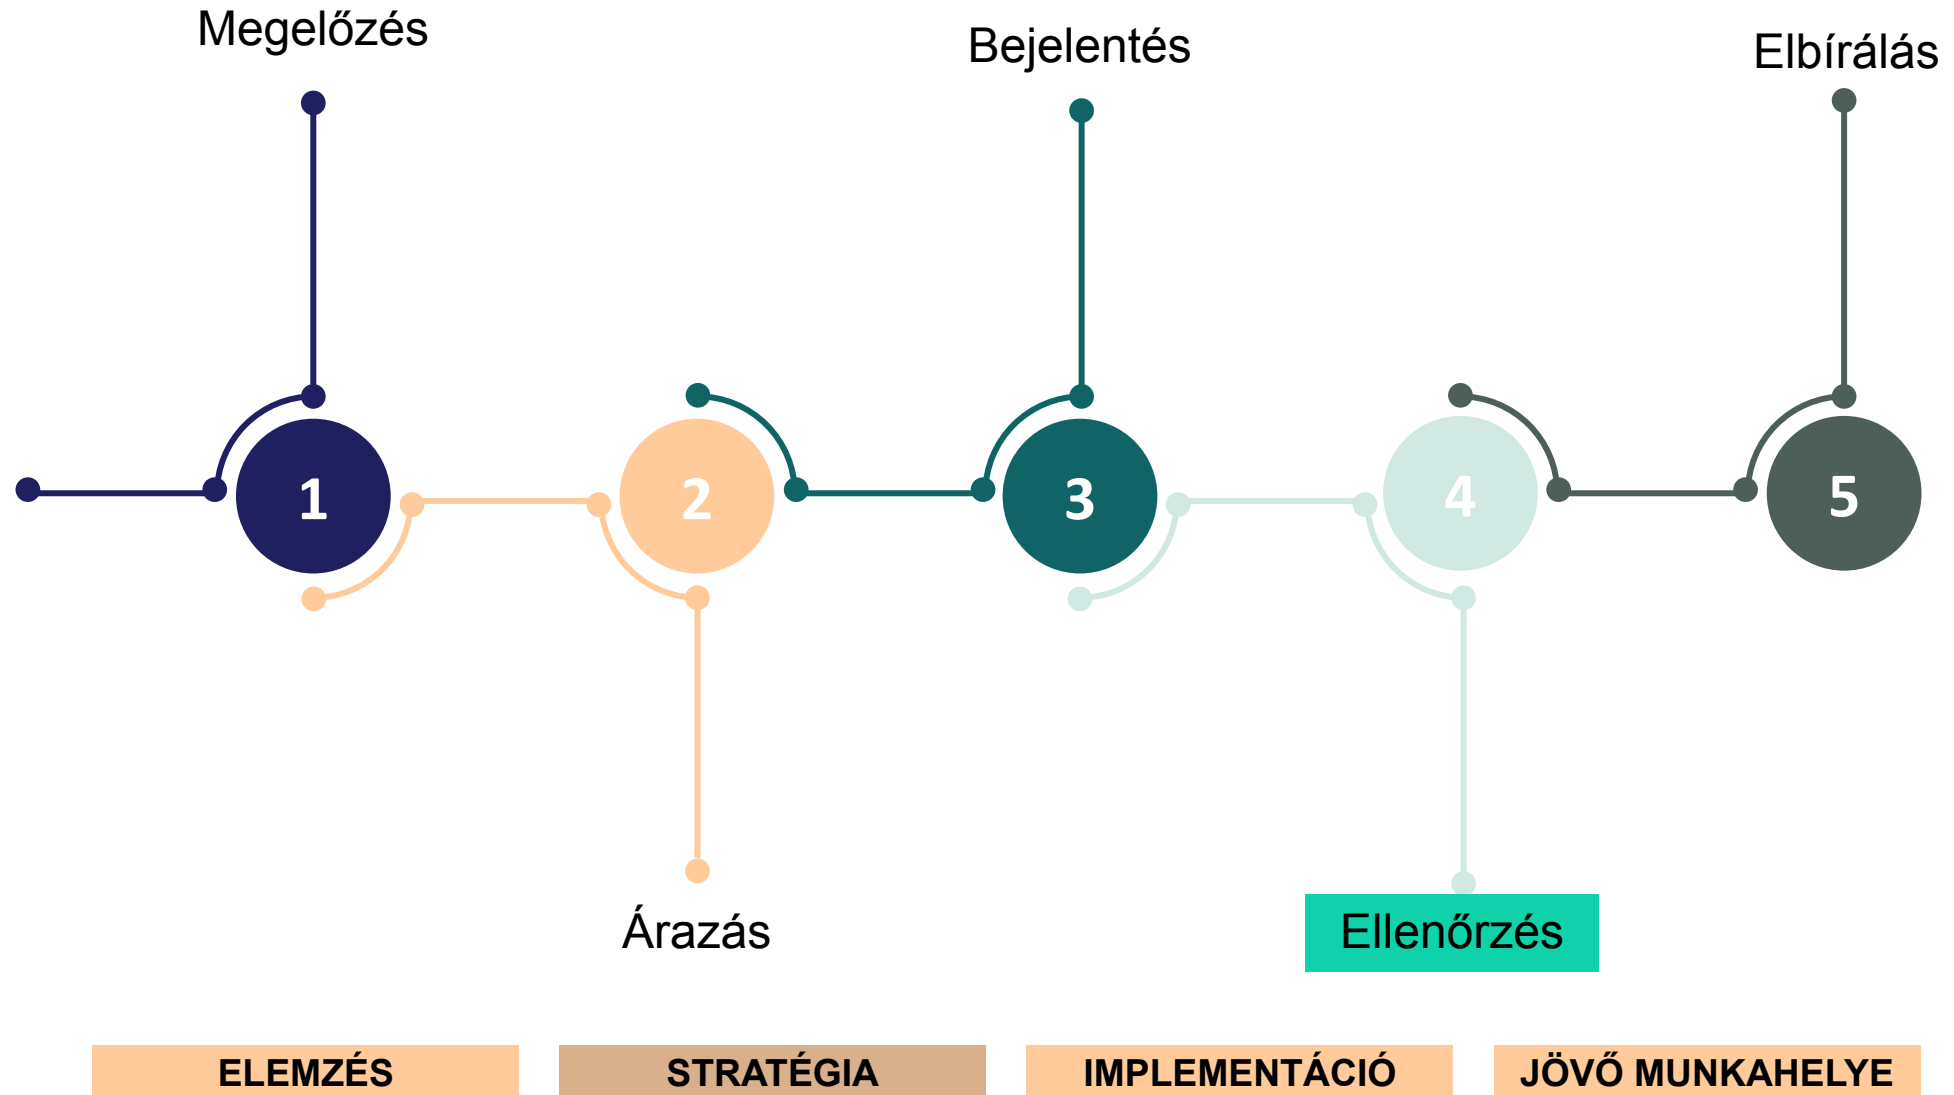 Megelőzés
Bejelentés
Elbírálás
1
2
3
4
5
Árazás
Ellenőrzés
ELEMZÉS
STRATÉGIA
IMPLEMENTÁCIÓ
JÖVŐ MUNKAHELYE